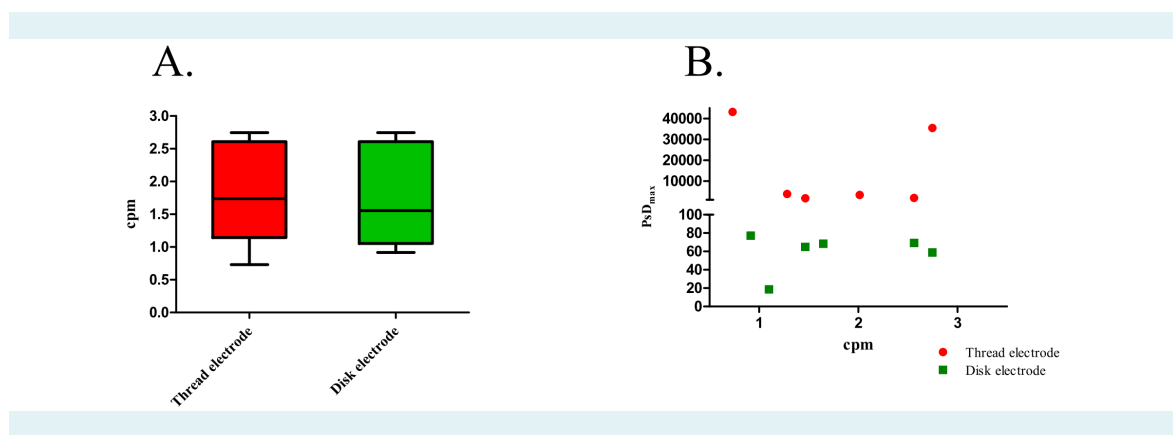 A.
3.0
2.5
2.0
1.5
1.0
0.5
0.0
cpm
Thread electrode
Disk electrode
B.
40000
30000
20000
10000
100
80
60
40
20
0
PsDmax
1
2
3
cpm
Thread electrode
Disk electrode